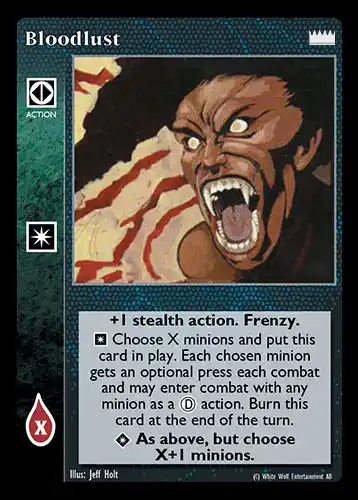 Bloodlust
ACTION
+1 stealth action. Frenzy.
Choose X minions and put this
card in play. Each chosen minion
gets an optional press each combat
and may enter combat with any
minion as a Ⓓ action. Burn this
card at the end of the turn.
As above, but choose
X+1 minions.
X
Illus: Jeff Holt
(C) White Wolf Entertainment AB